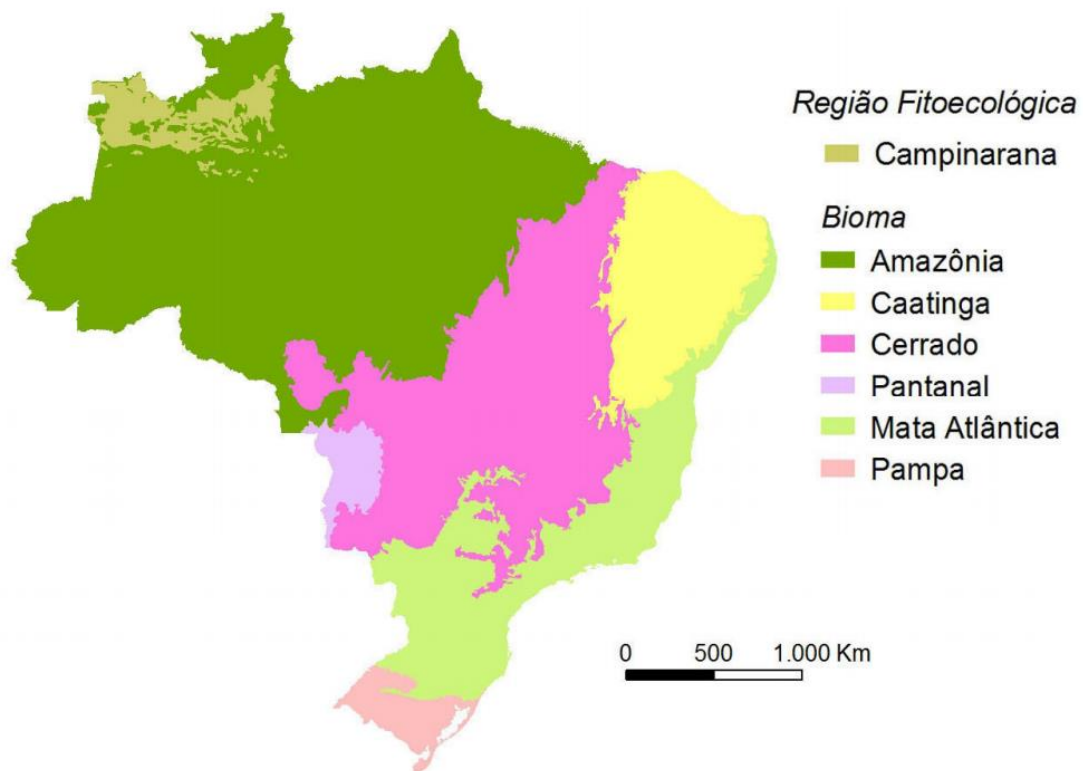 Região Fitoecológica
Campinarana
Bioma
Amazônia
Caatinga
Cerrado
Pantanal
Mata Atlântica
Pampa
0 500 1.000 Km